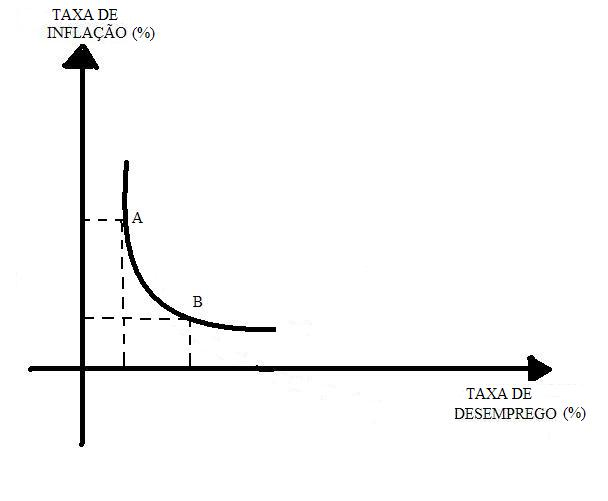 TAXA DE
INFLAÇÃO (%)
A
B
TAXA DE
DESEMPREGO (%)